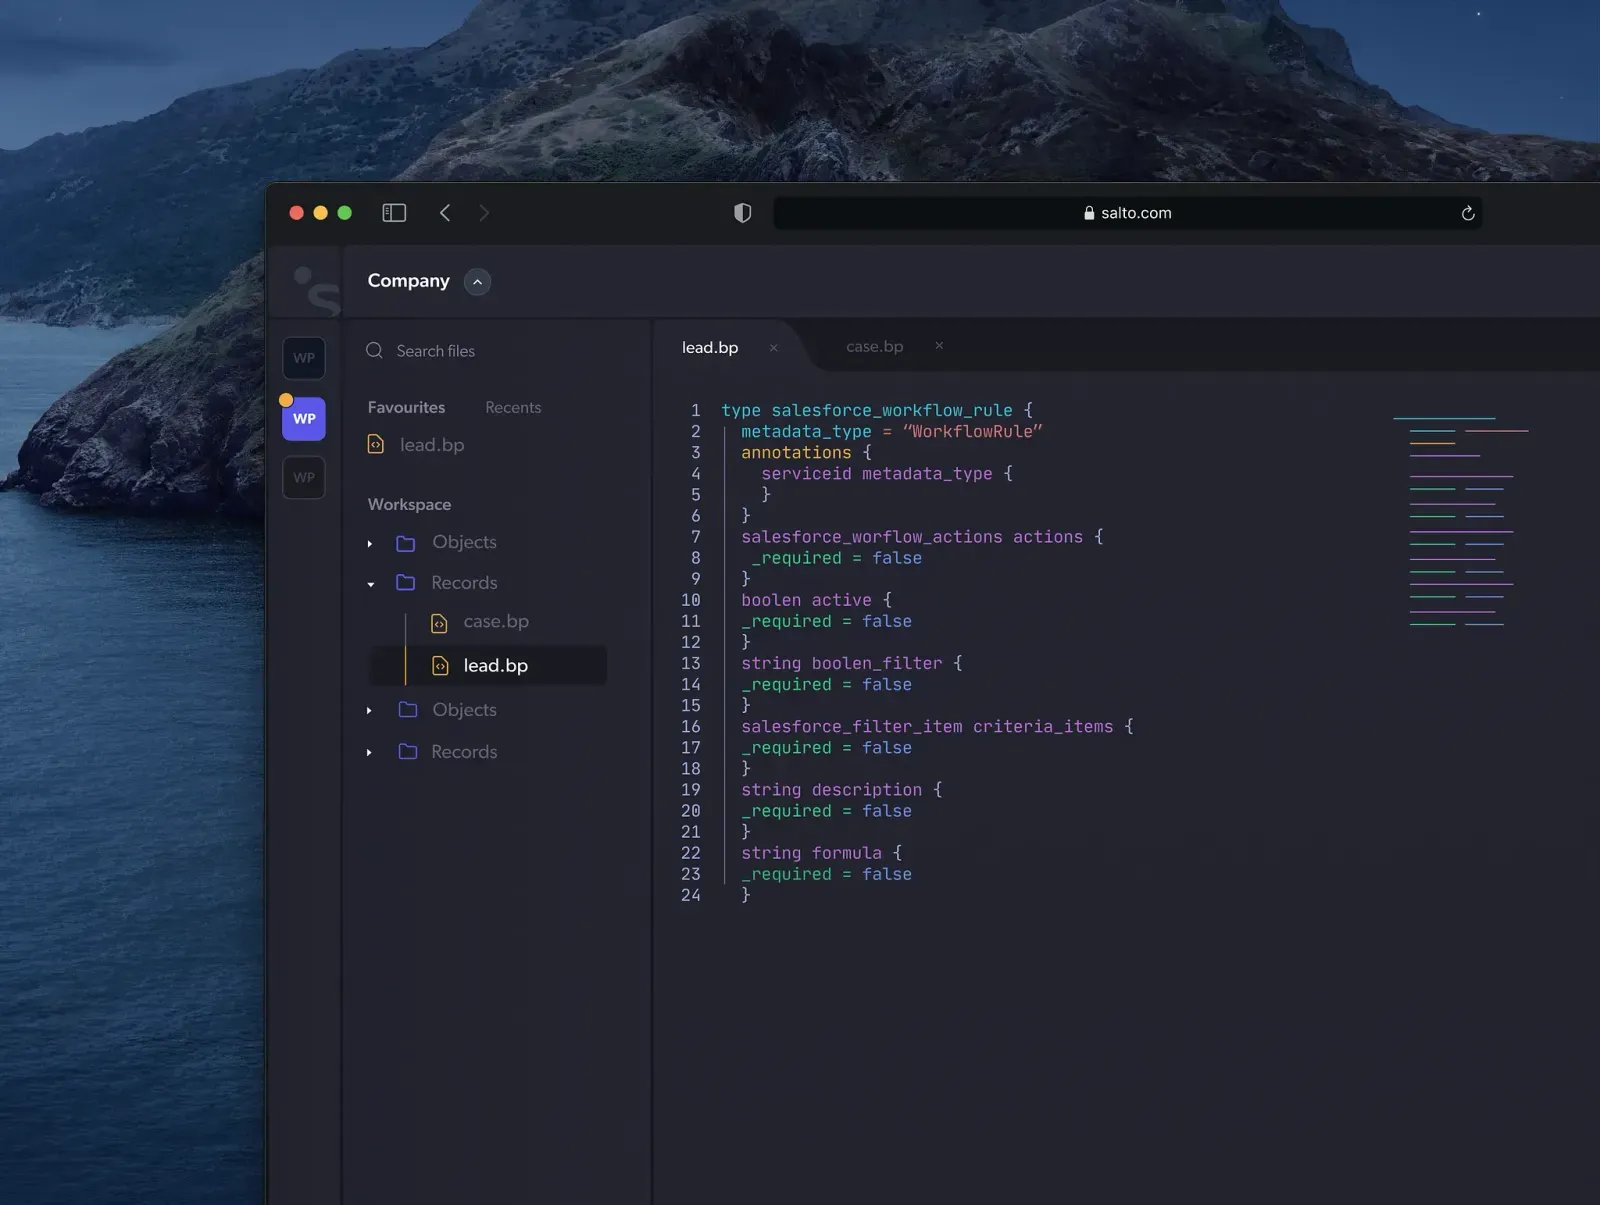 salto.com
Company
WP
WP
WP
Search files
Favourites Recents
lead.bp
Workspace
Objects
Records
case.bp
lead.bp
Objects
Records
lead.bp × case.bp ×
1 type salesforce_workflow_rule {
2 metadata_type = “WorkflowRule”
3 annotations {
4 serviceid metadata_type {
5 }
6 }
7 salesforce_worflow_actions actions {
8 _required = false
9 }
10 boolen active {
11 _required = false
12 }
13 string boolen_filter {
14 _required = false
15 }
16 salesforce_filter_item criteria_items {
17 _required = false
18 }
19 string description {
20 _required = false
21 }
22 string formula {
23 _required = false
24 }